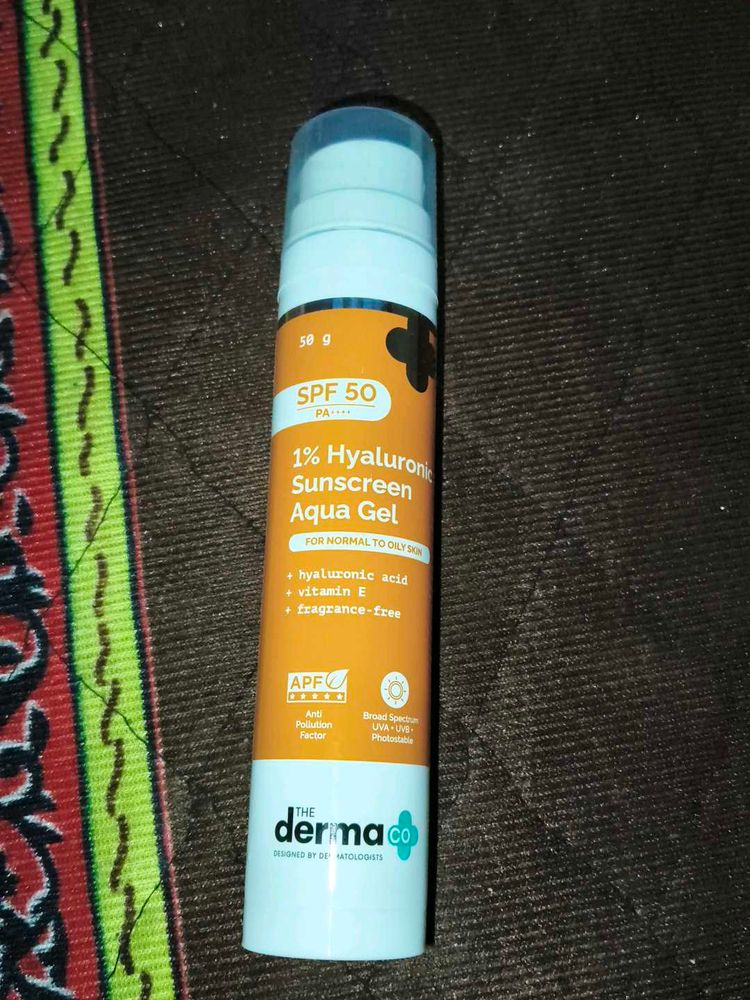 50 g
SPF 50
PA++++
1% Hyaluronic
Sunscreen
Aqua Gel
FOR NORMAL TO OILY SKIN
+ hyaluronic acid
+ vitamin E
+ fragrance-free
APF
Anti
Pollution
Factor
Broad Spectrum
UVA • UVB •
Photostable
THE
derma co
DESIGNED BY DERMATOLOGISTS